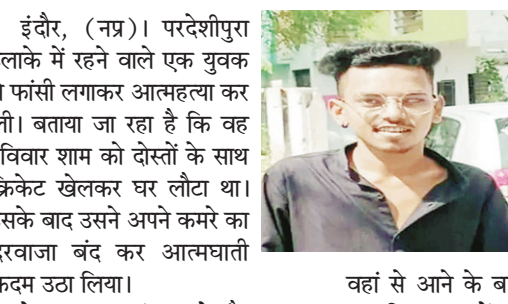 इंदौर, (नप्र)। परदेशीपुरा
लाके में रहने वाले एक युवक
फांसी लगाकर आत्महत्या कर
ली। बताया जा रहा है कि वह
विवार शाम को दोस्तों के साथ
क्रिकेट खेलकर घर लौटा था।
सके बाद उसने अपने कमरे का
दरवाजा बंद कर आत्मघाती
कदम उठा लिया।
वहां से आने के ब